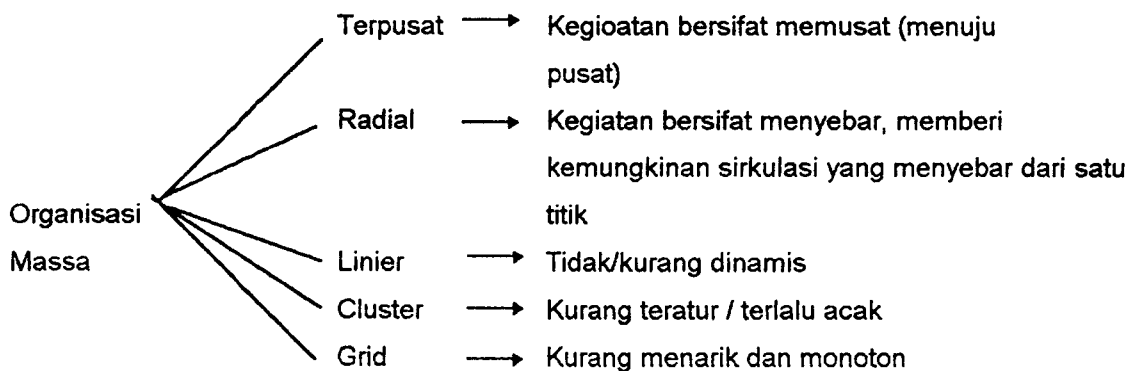 Terpusat → Kegioatan bersifat memusat (menuju
pusat)
Radial → Kegiatan bersifat menyebar, memberi
kemungkinan sirkulasi yang menyebar dari satu
Organisasi titik
Massa Linier → Tidak/kurang dinamis
Cluster → Kurang teratur / terlalu acak
Grid → Kurang menarik dan monoton